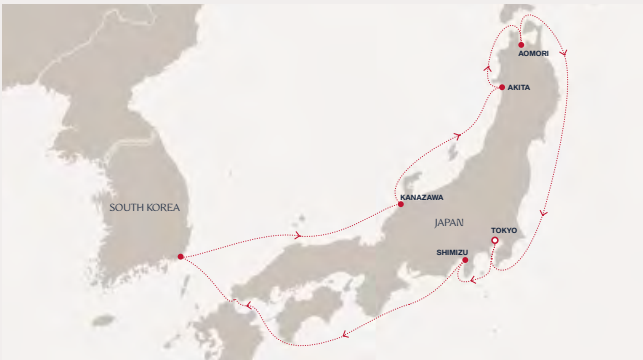 AOMORI
AKITA
KANAZAWA
SOUTH KOREA
JAPAN
TOKYO
SHIMIZU